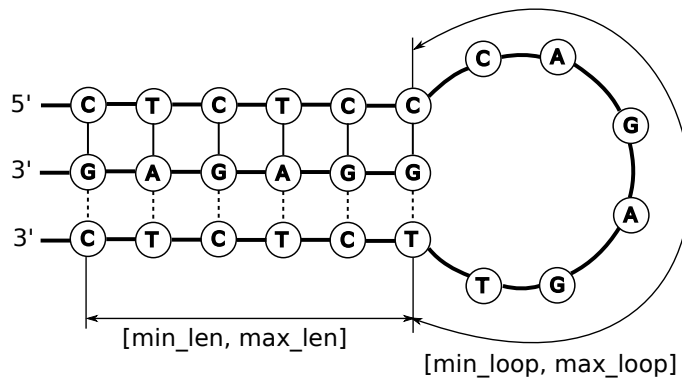 C A
5' C T C T C C
G
3' G A G A G G
A
3' C T C T C T
T G
[min_len, max_len]
[min_loop, max_loop]